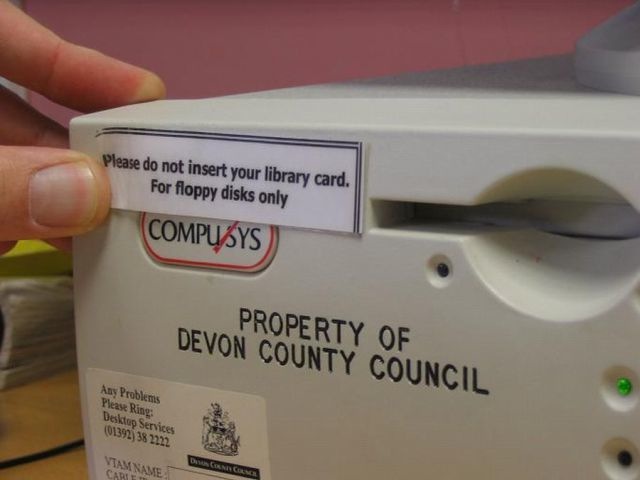 Please do not insert your library card.
For floppy disks only
COMPUSYS
PROPERTY OF
DEVON COUNTY COUNCIL
Any Problems
Please Ring:
Desktop Services
(01392) 38 2222
DEVON COUNTY COUNCIL
VTAM NAME :